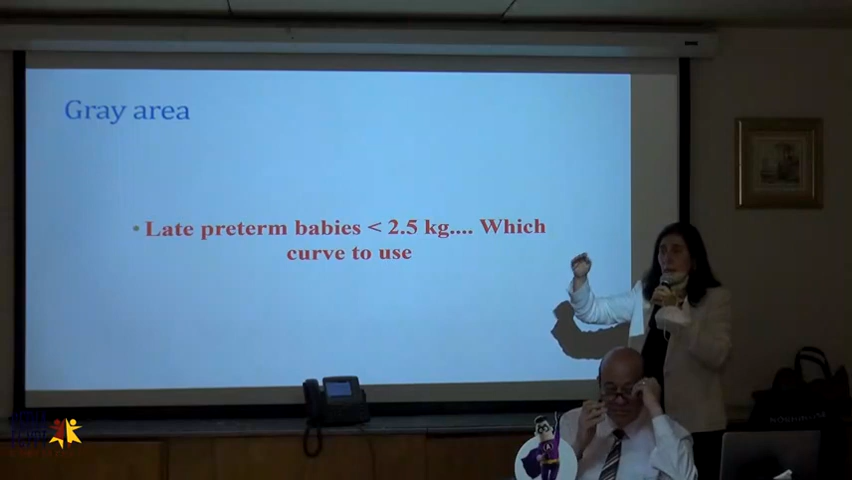 Gray area
• Late preterm babies < 2.5 kg.... Which
curve to use